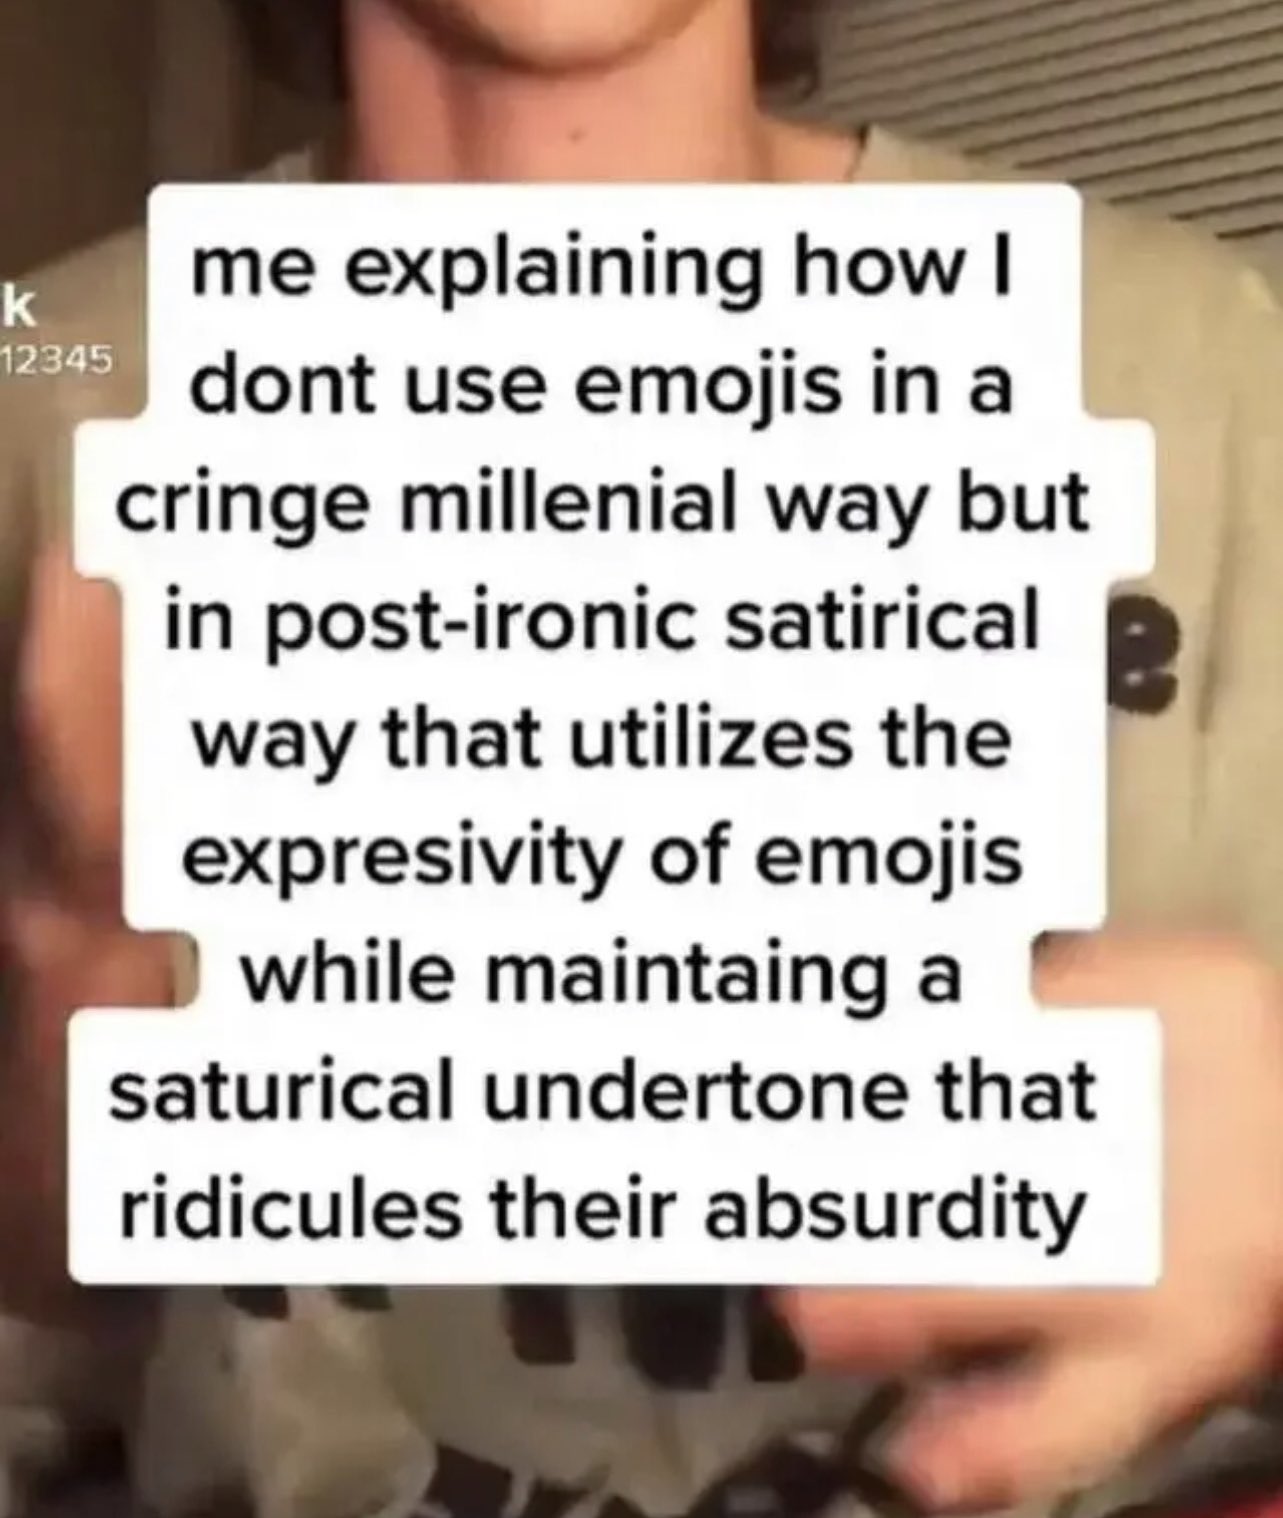 k
12345
me explaining how I
dont use emojis in a
cringe millenial way but
in post-ironic satirical
way that utilizes the
expresivity of emojis
while maintaing a
saturical undertone that
ridicules their absurdity